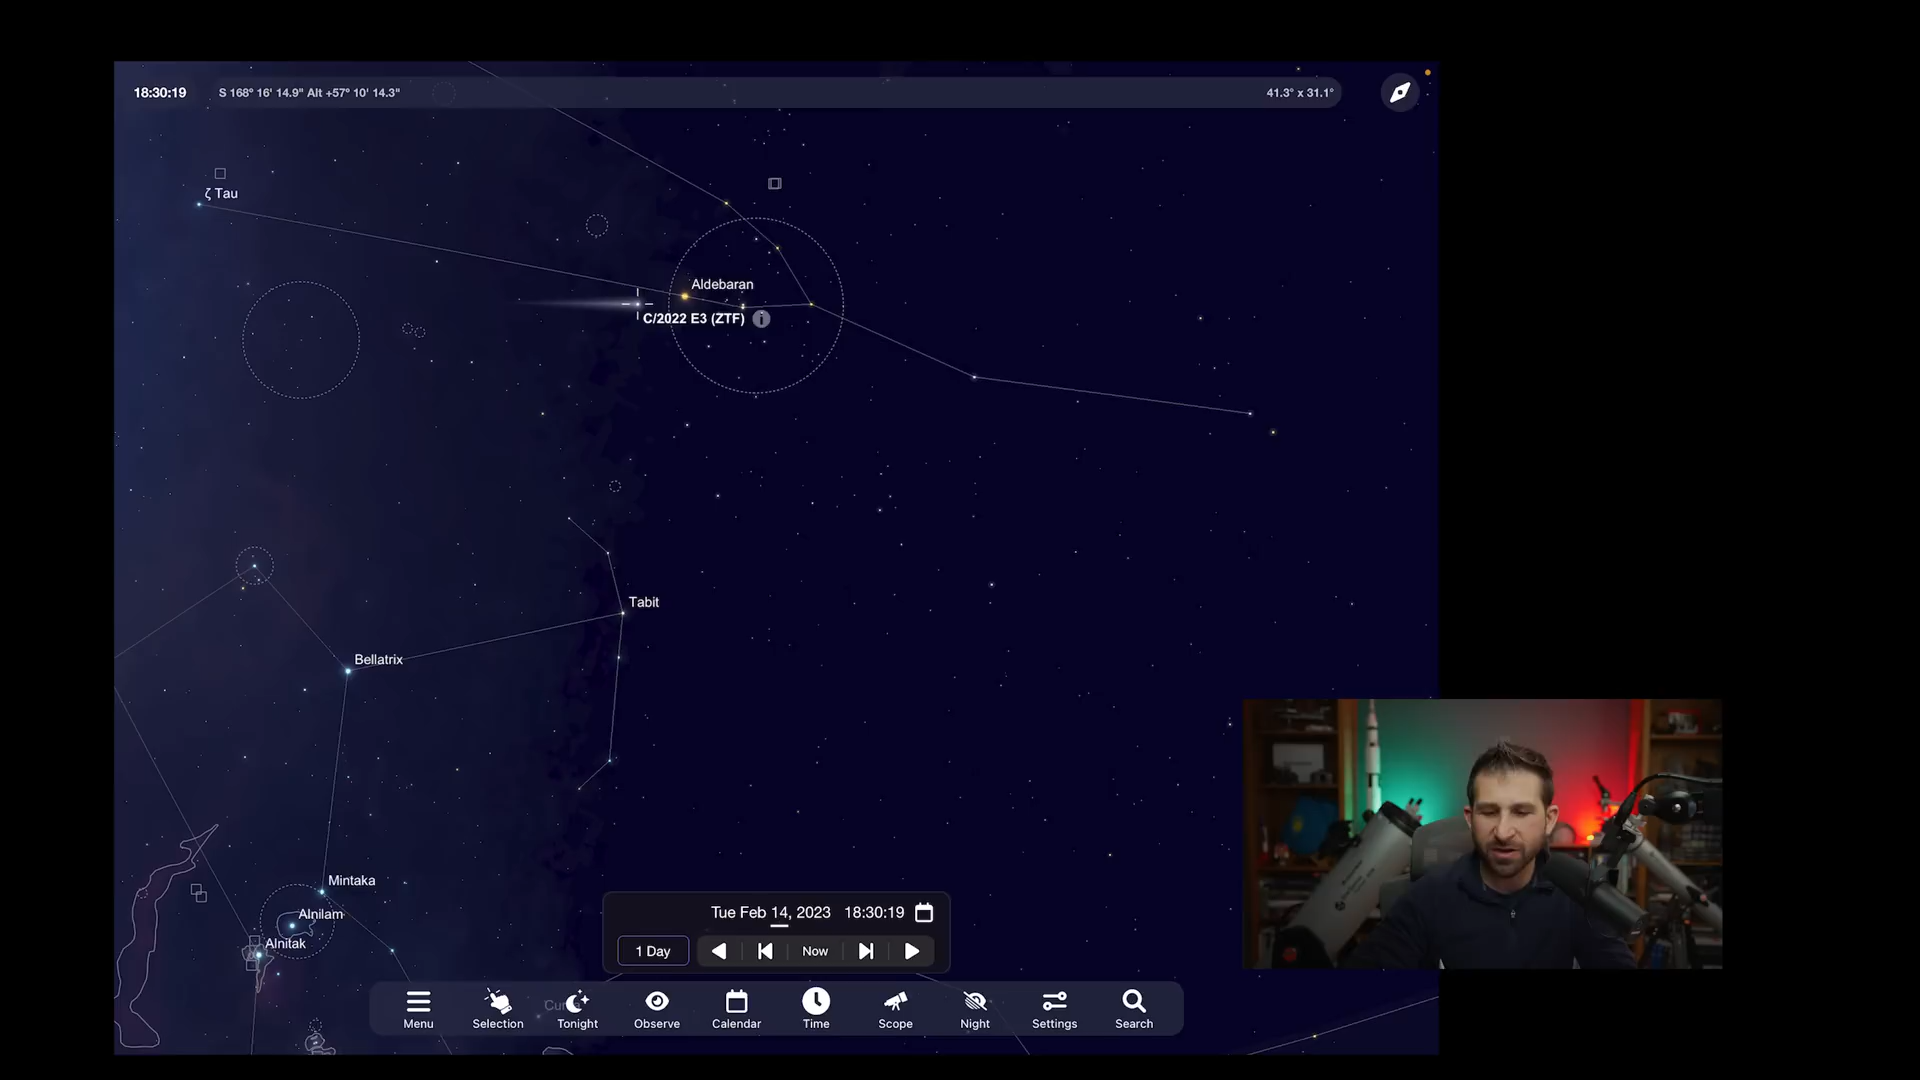 18:30:19
S 168° 16' 14.9" Alt +57° 10' 14.3"
41.3° x 31.1°
ζ Tau
Aldebaran
C/2022 E3 (ZTF)
Tabit
Bellatrix
Mintaka
Alnilam
Alnitak
Tue Feb 14, 2023 18:30:19
1 Day
Now
Menu
Selection
Tonight
Observe
Calendar
Time
Scope
Night
Settings
Search